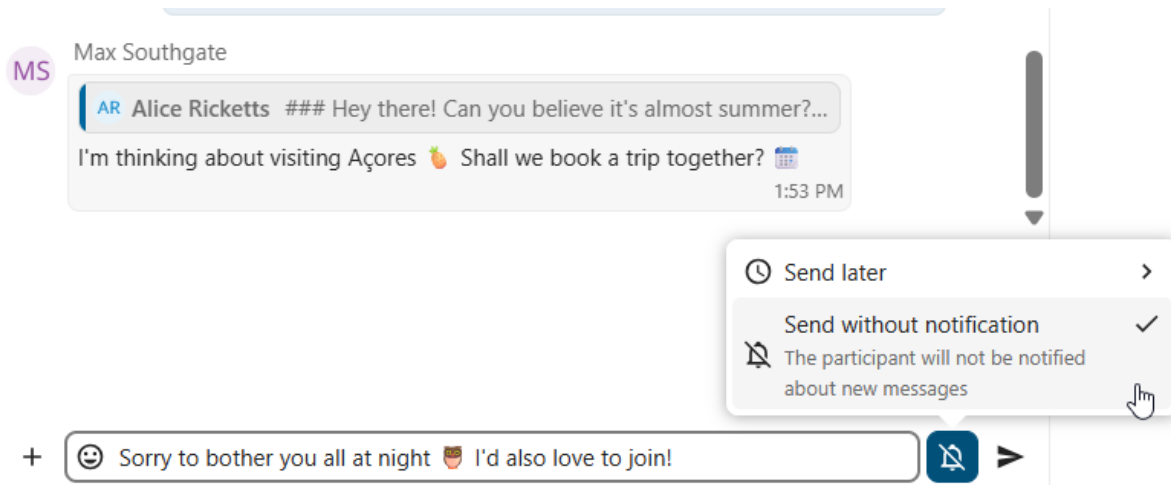 Max Southgate
MS
AR Alice Ricketts ### Hey there! Can you believe it's almost summer?...
I'm thinking about visiting Açores 🍍 Shall we book a trip together? 🗓️
1:53 PM
Send later
Send without notification
The participant will not be notified
about new messages
Sorry to bother you all at night 🦉 I'd also love to join!